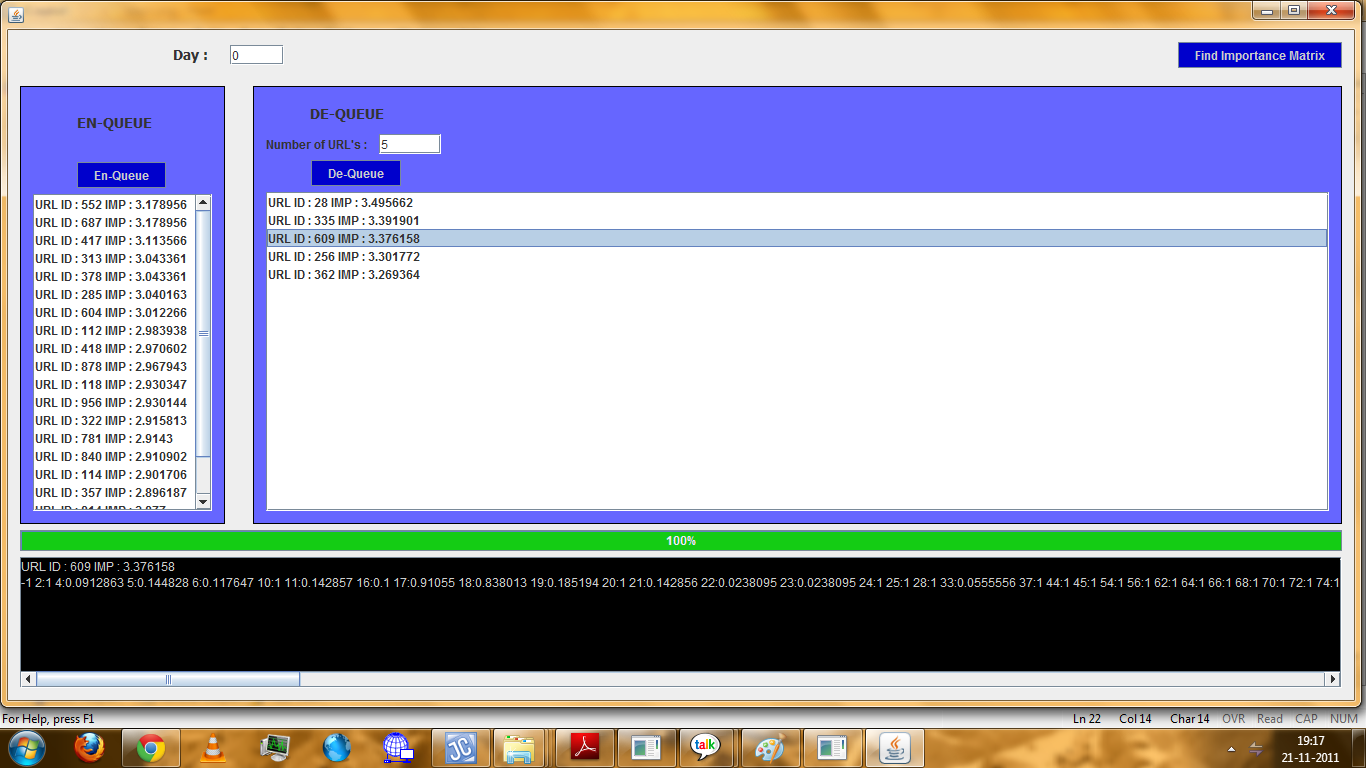 Day : 0
Find Importance Matrix
EN-QUEUE
En-Queue
URL ID : 552 IMP : 3.178956
URL ID : 687 IMP : 3.178956
URL ID : 417 IMP : 3.113566
URL ID : 313 IMP : 3.043361
URL ID : 378 IMP : 3.043361
URL ID : 285 IMP : 3.040163
URL ID : 604 IMP : 3.012266
URL ID : 112 IMP : 2.983938
URL ID : 418 IMP : 2.970602
URL ID : 878 IMP : 2.967943
URL ID : 118 IMP : 2.930347
URL ID : 956 IMP : 2.930144
URL ID : 322 IMP : 2.915813
URL ID : 781 IMP : 2.9143
URL ID : 840 IMP : 2.910902
URL ID : 114 IMP : 2.901706
URL ID : 357 IMP : 2.896187
DE-QUEUE
Number of URL's : 5
De-Queue
URL ID : 28 IMP : 3.495662
URL ID : 335 IMP : 3.391901
URL ID : 609 IMP : 3.376158
URL ID : 256 IMP : 3.301772
URL ID : 362 IMP : 3.269364
100%
URL ID : 609 IMP : 3.376158
-1 2:1 4:0.0912863 5:0.144828 6:0.117647 10:1 11:0.142857 16:0.1 17:0.91055 18:0.838013 19:0.185194 20:1 21:0.142856 22:0.0238095 23:0.0238095 24:1 25:1 28:1 33:0.0555556 37:1 44:1 45:1 54:1 56:1 62:1 64:1 66:1 68:1 70:1 72:1 74:1
For Help, press F1
Ln 22 Col 14 Char 14 OVR Read CAP NUM
JC
talk
19:17
21-11-2011